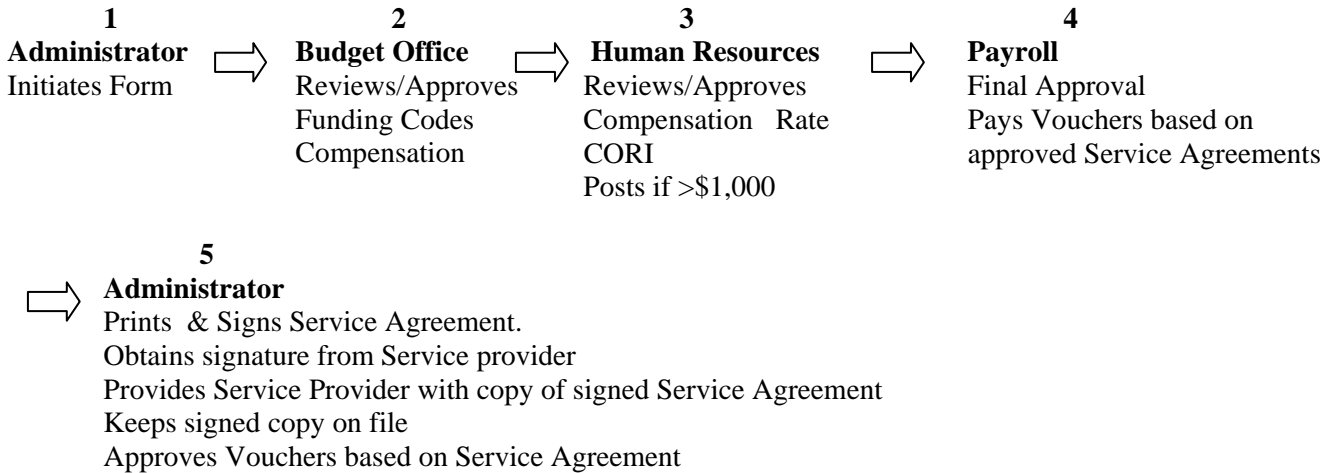 1 2 3 4
Administrator Budget Office Human Resources Payroll
Initiates Form Reviews/Approves Reviews/Approves Final Approval
Funding Codes Compensation Rate Pays Vouchers based on
Compensation CORI approved Service Agreements
Posts if >$1,000
5
Administrator
Prints & Signs Service Agreement.
Obtains signature from Service provider
Provides Service Provider with copy of signed Service Agreement
Keeps signed copy on file
Approves Vouchers based on Service Agreement